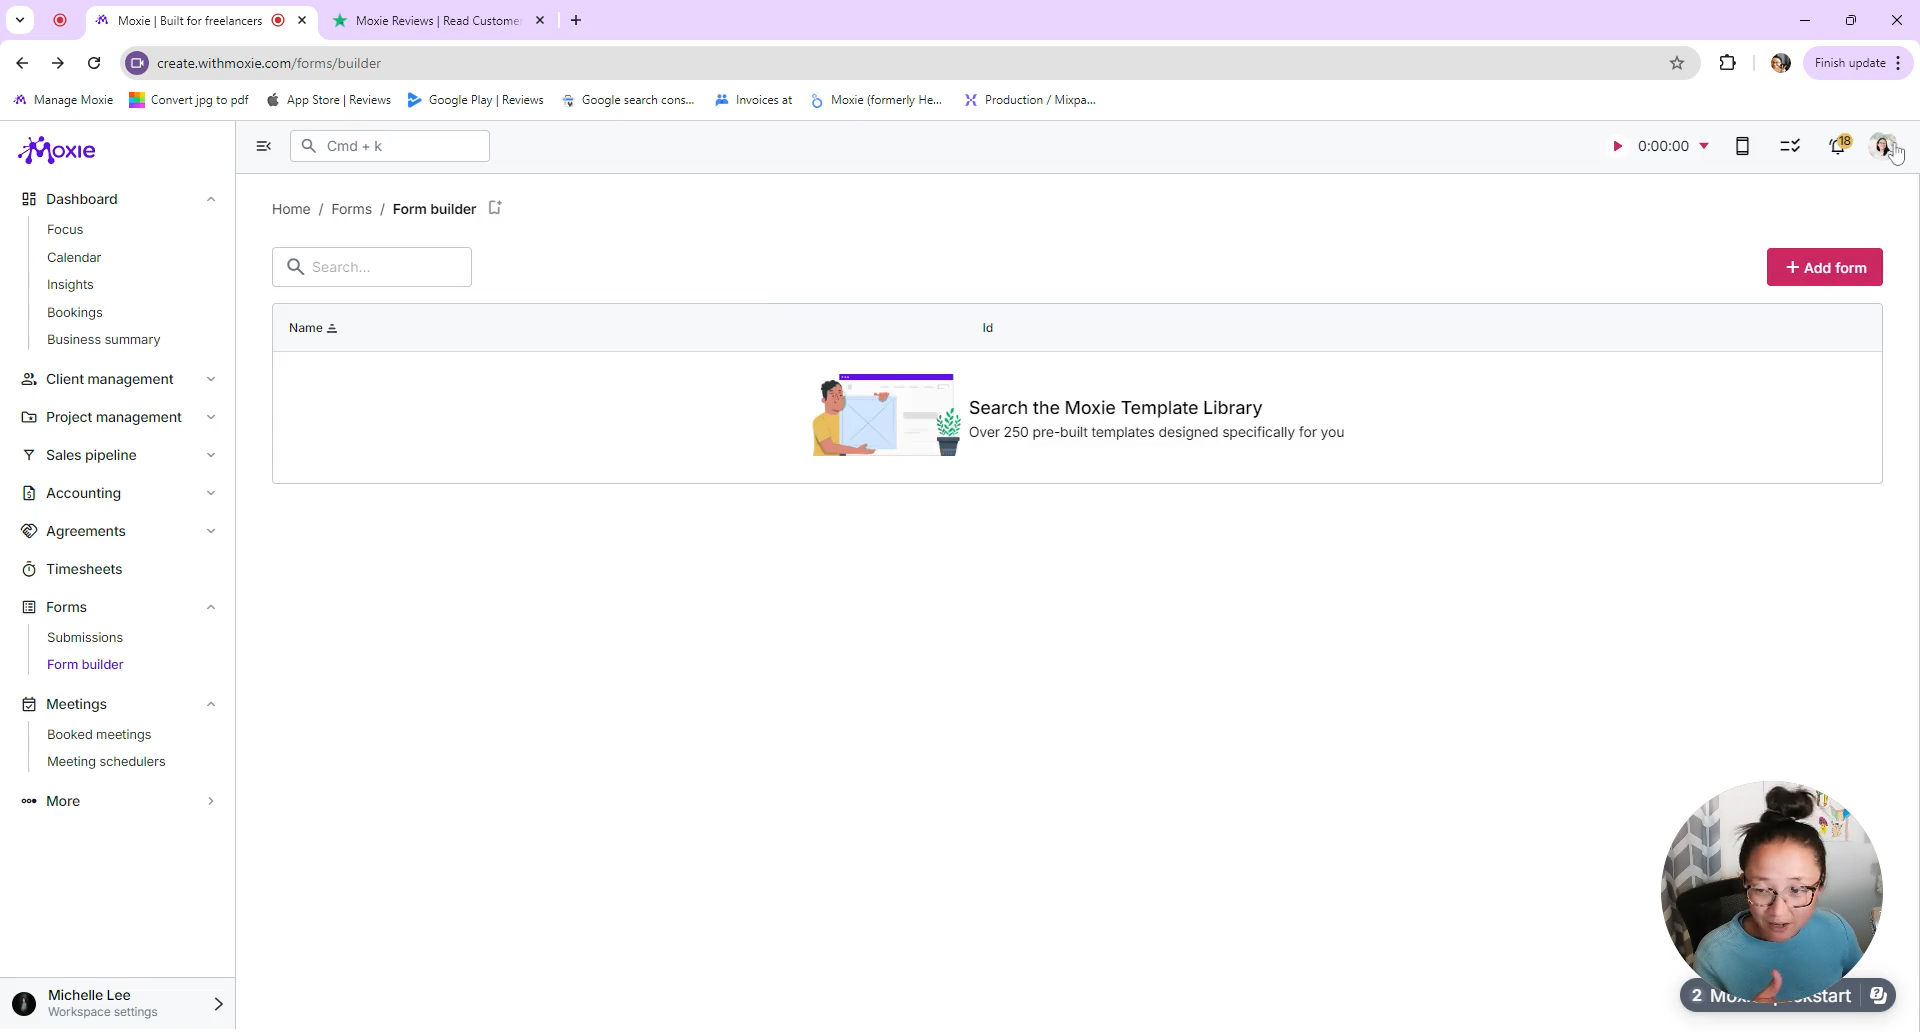 Moxie | Built for freelancers
Moxie Reviews | Read Custome
create.withmoxie.com/forms/builder
Finish update
Manage Moxie
Convert jpg to pdf
App Store | Reviews
Google Play | Reviews
Google search cons...
Invoices at
Moxie (formerly He...
Production / Mixpa...
Moxie
Cmd + k
0:00:00
18
Dashboard
Focus
Calendar
Insights
Bookings
Business summary
Client management
Project management
Sales pipeline
Accounting
Agreements
Timesheets
Forms
Submissions
Form builder
Meetings
Booked meetings
Meeting schedulers
More
Michelle Lee
Workspace settings
Home / Forms / Form builder
Search...
+ Add form
Name
Id
Search the Moxie Template Library
Over 250 pre-built templates designed specifically for you
2